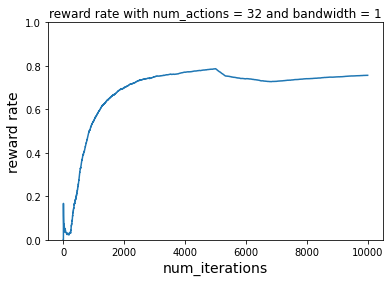 reward rate with num_actions = 32 and bandwidth = 1
1.0
0.8
0.6
0.4
0.2
0.0
reward rate
0 2000 4000 6000 8000 10000
num_iterations